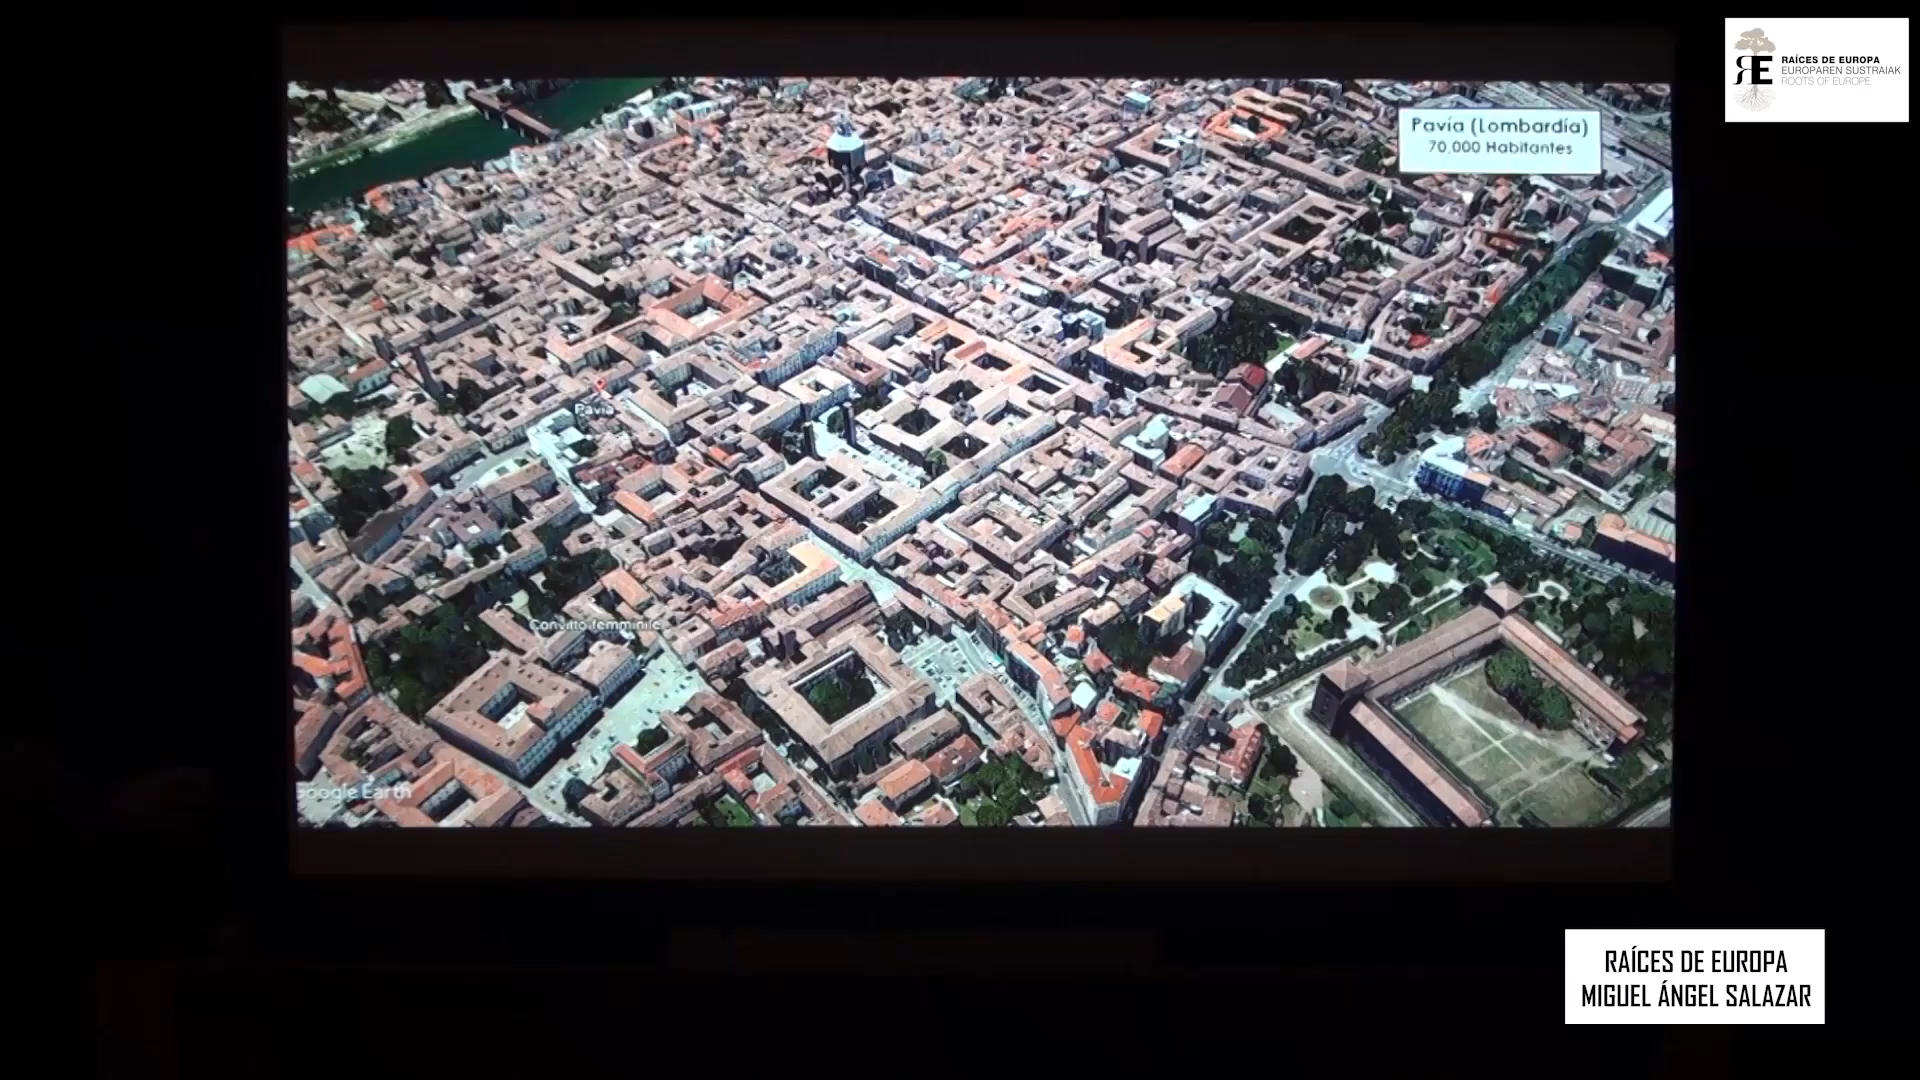 RAÍCES DE EUROPA
EUROPAREN SUSTRAIAK
ROOTS OF EUROPE
Pavía (Lombardía)
70.000 Habitantes
Pavia
Convitto femminile
Google Earth
RAÍCES DE EUROPA
MIGUEL ÁNGEL SALAZAR